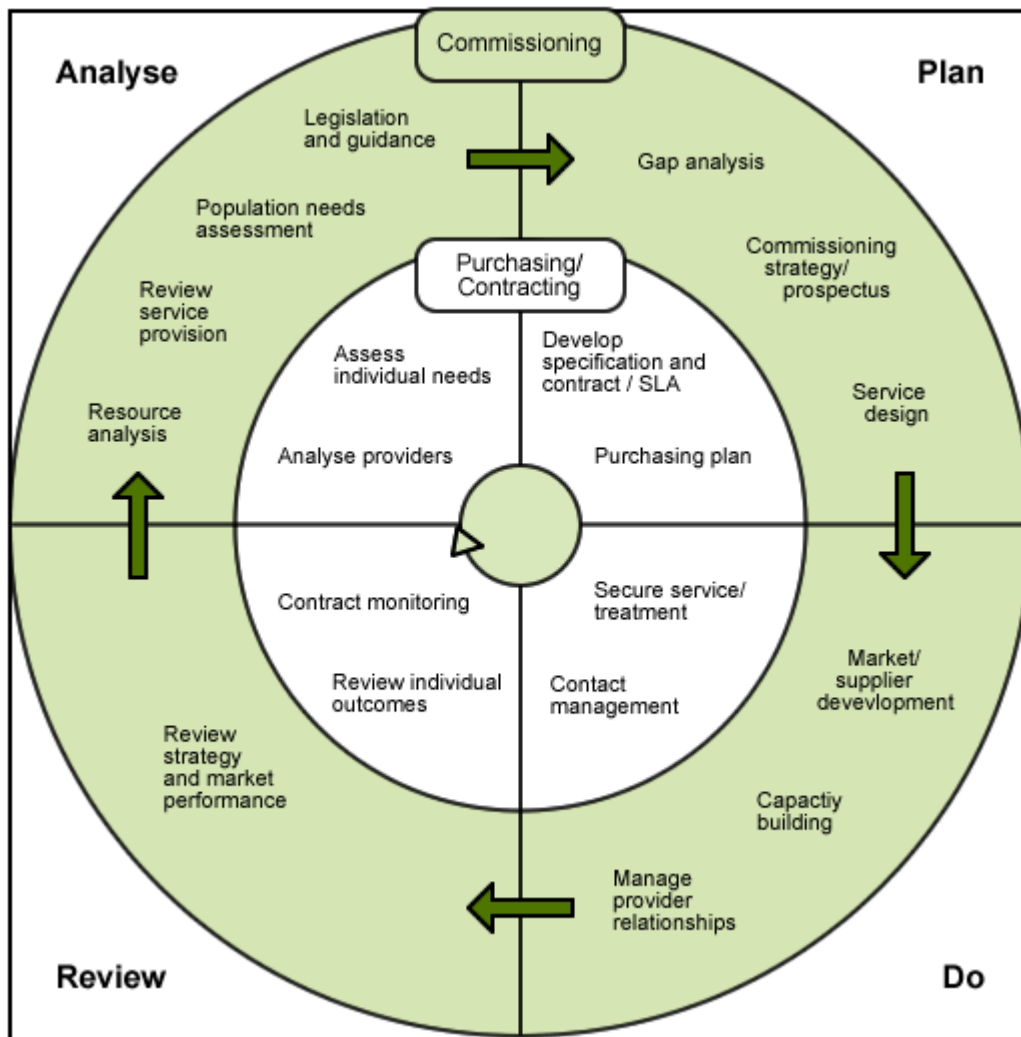 Commissioning
Analyse
Plan
Legislation
and guidance
Gap analysis
Population needs
assessment
Commissioning
strategy/
prospectus
Purchasing/
Contracting
Review
service
provision
Assess
individual needs
Develop
specification and
contract / SLA
Resource
analysis
Service
design
Analyse providers
Purchasing plan
Contract monitoring
Secure service/
treatment
Review individual
outcomes
Contact
management
Market/
supplier
devevlopment
Review
strategy
and market
performance
Capactiy
building
Manage
provider
relationships
Review
Do